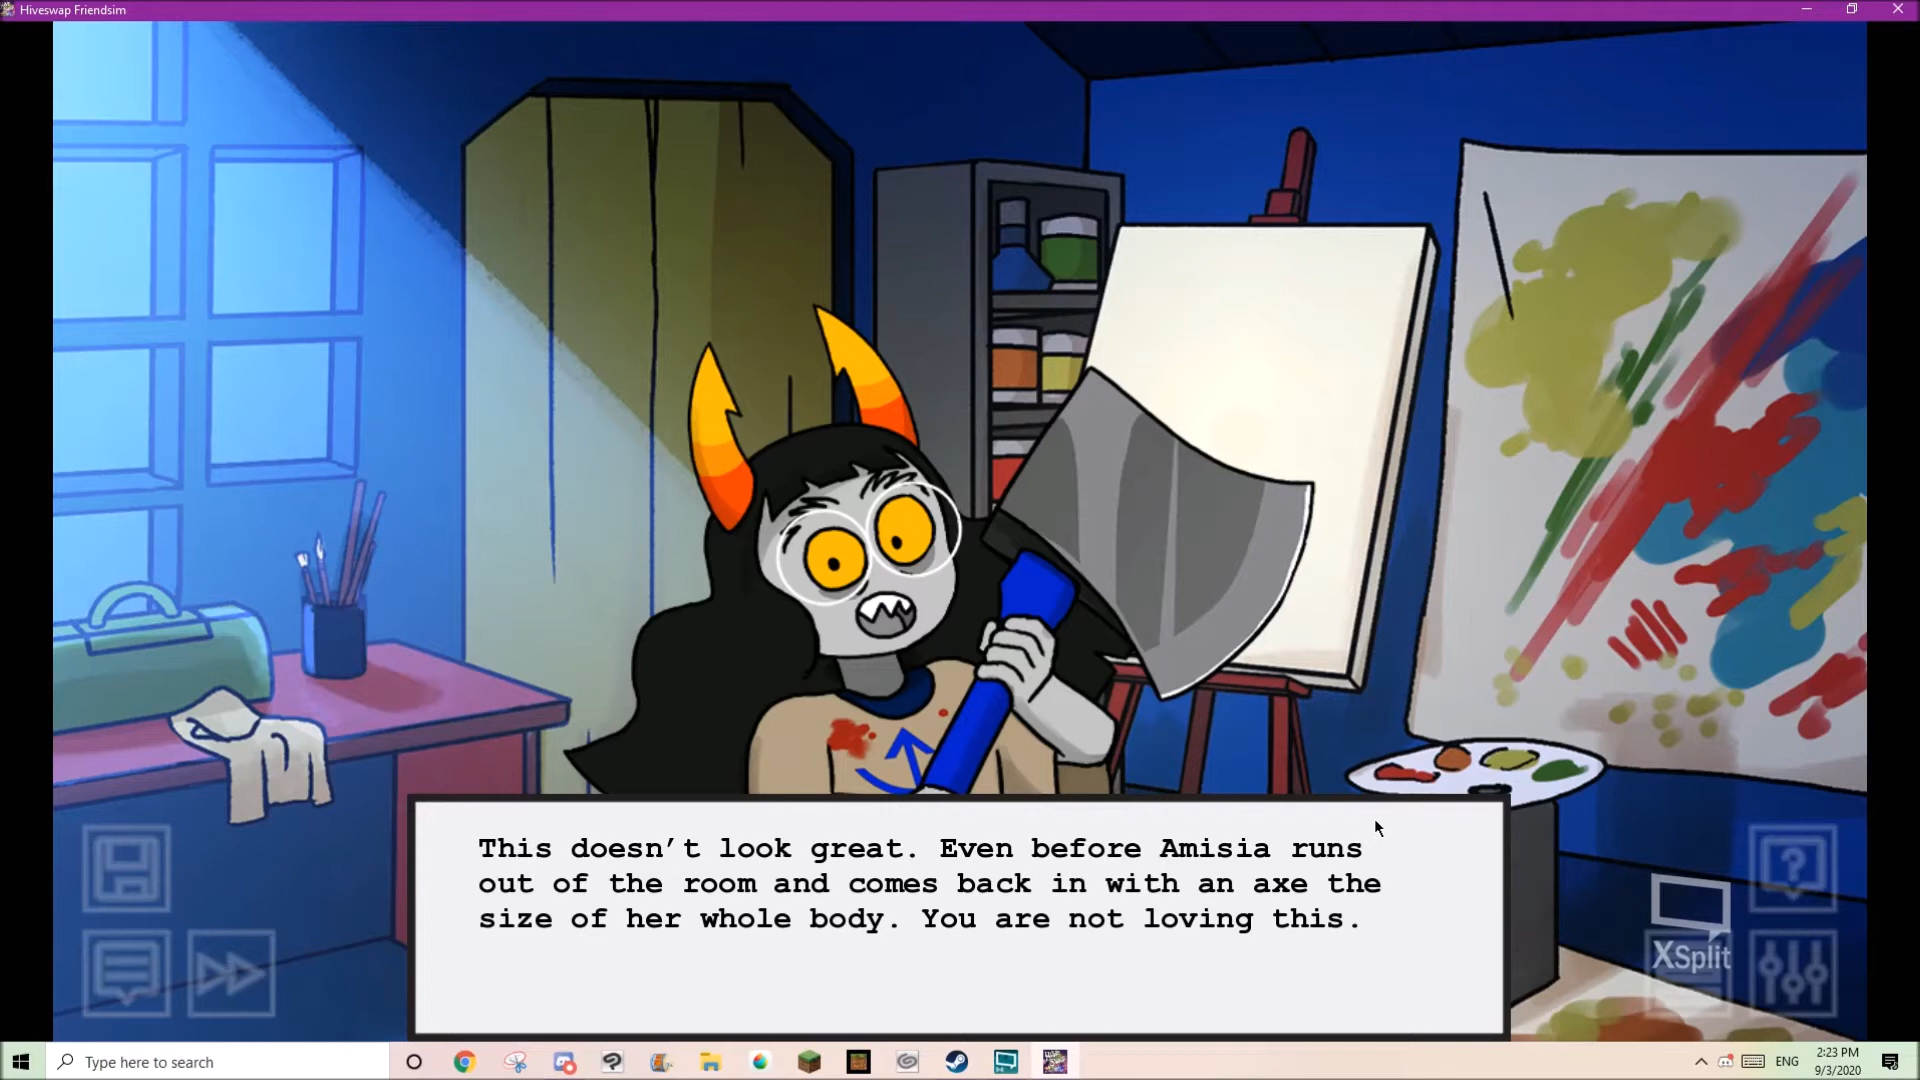 Hiveswap Friendsim
This doesn't look great. Even before Amisia runs
out of the room and comes back in with an axe the
size of her whole body. You are not loving this.
XSplit
Type here to search
ENG
2:23 PM
9/3/2020